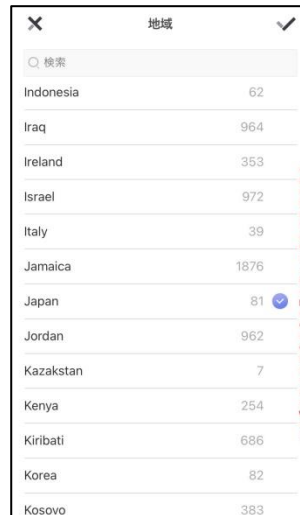 地域
検索
Indonesia 62
Iraq 964
Ireland 353
Israel 972
Italy 39
Jamaica 1876
Japan 81
Jordan 962
Kazakstan 7
Kenya 254
Kiribati 686
Korea 82
Kosovo 383